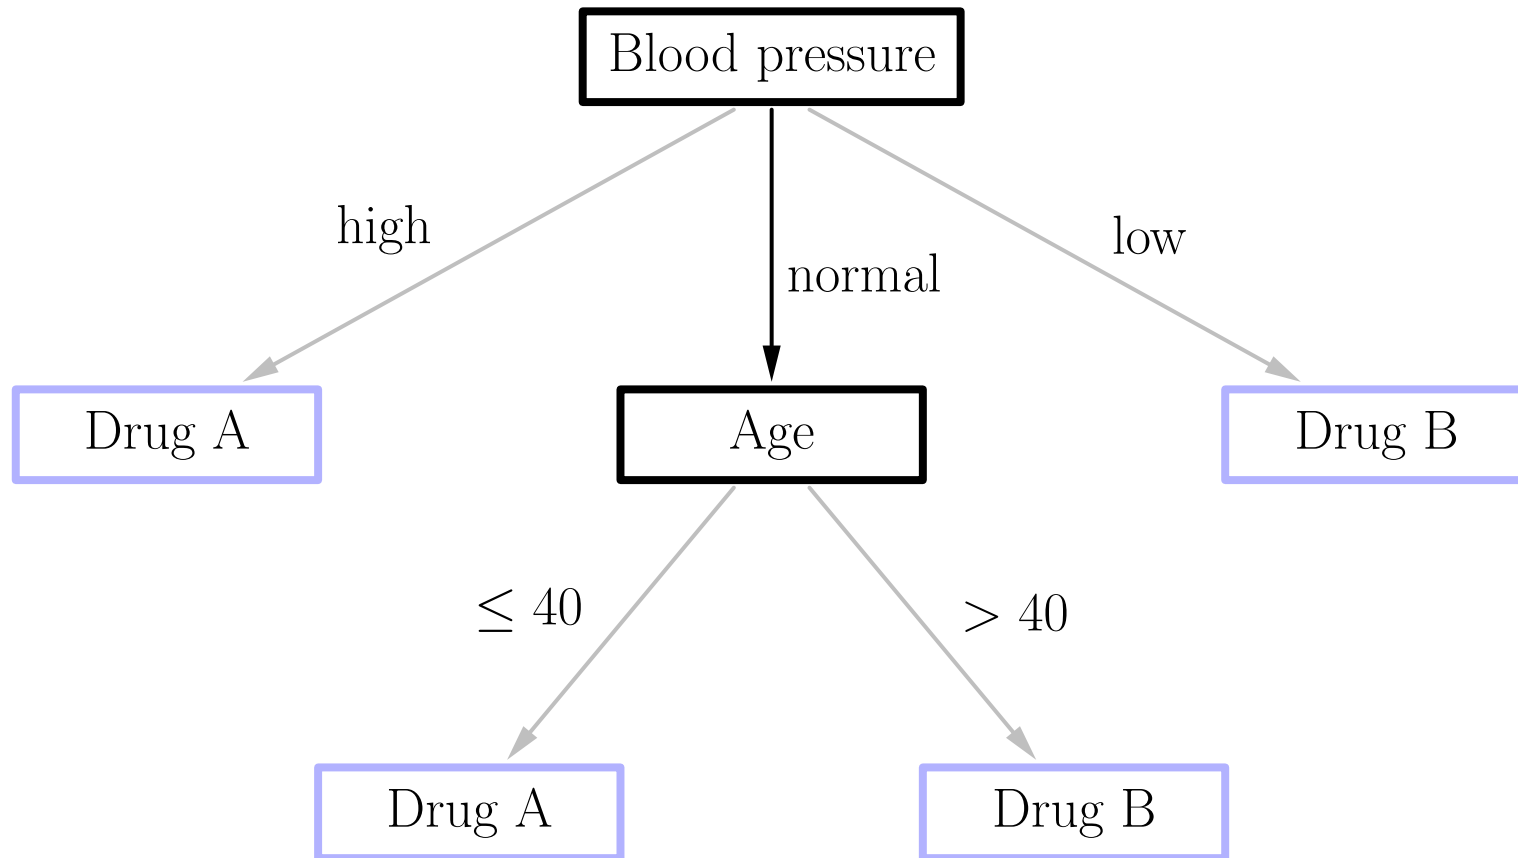 Blood pressure
high
normal
low
Drug A
Age
Drug B
≤ 40
> 40
Drug A
Drug B